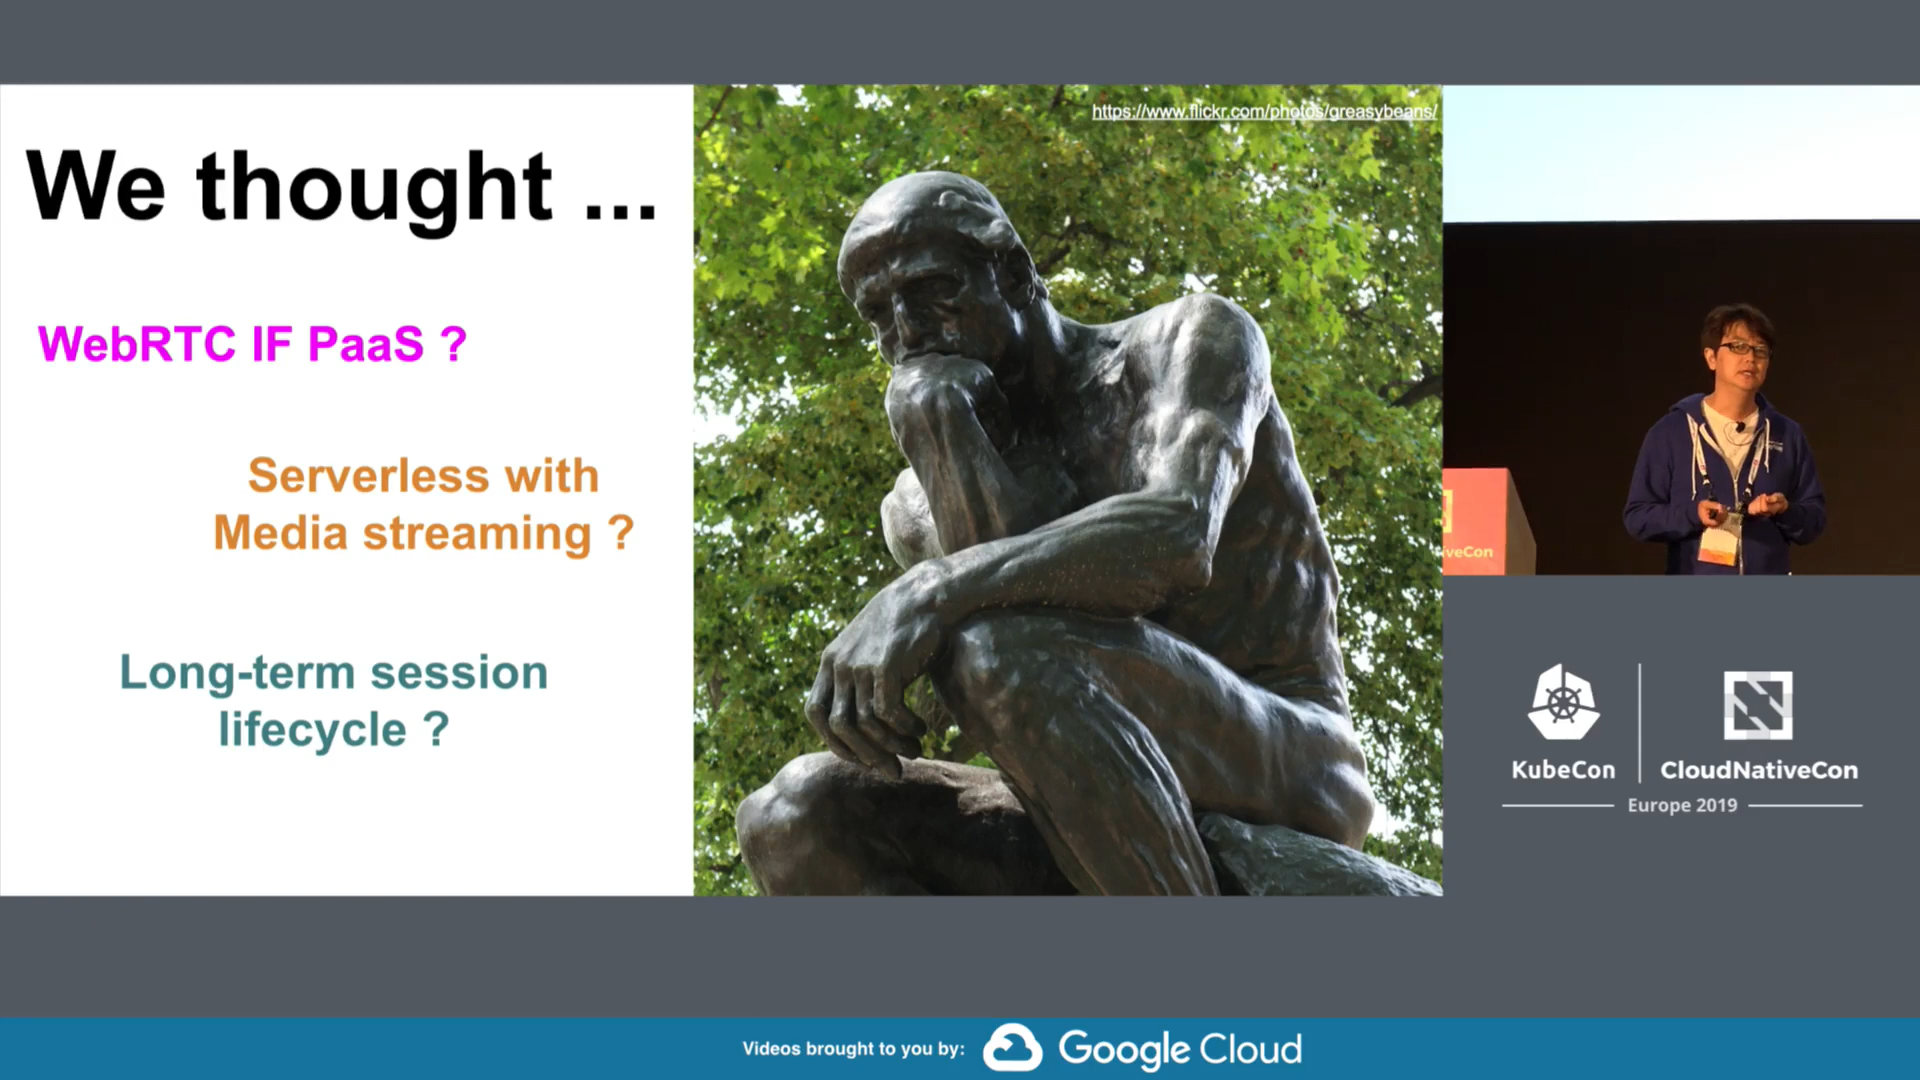 We thought ...
WebRTC IF PaaS ?
Serverless with
Media streaming ?
Long-term session
lifecycle ?
https://www.flickr.com/photos/greasybeans/
veCon
KubeCon
CloudNativeCon
Europe 2019
Videos brought to you by:
Google Cloud